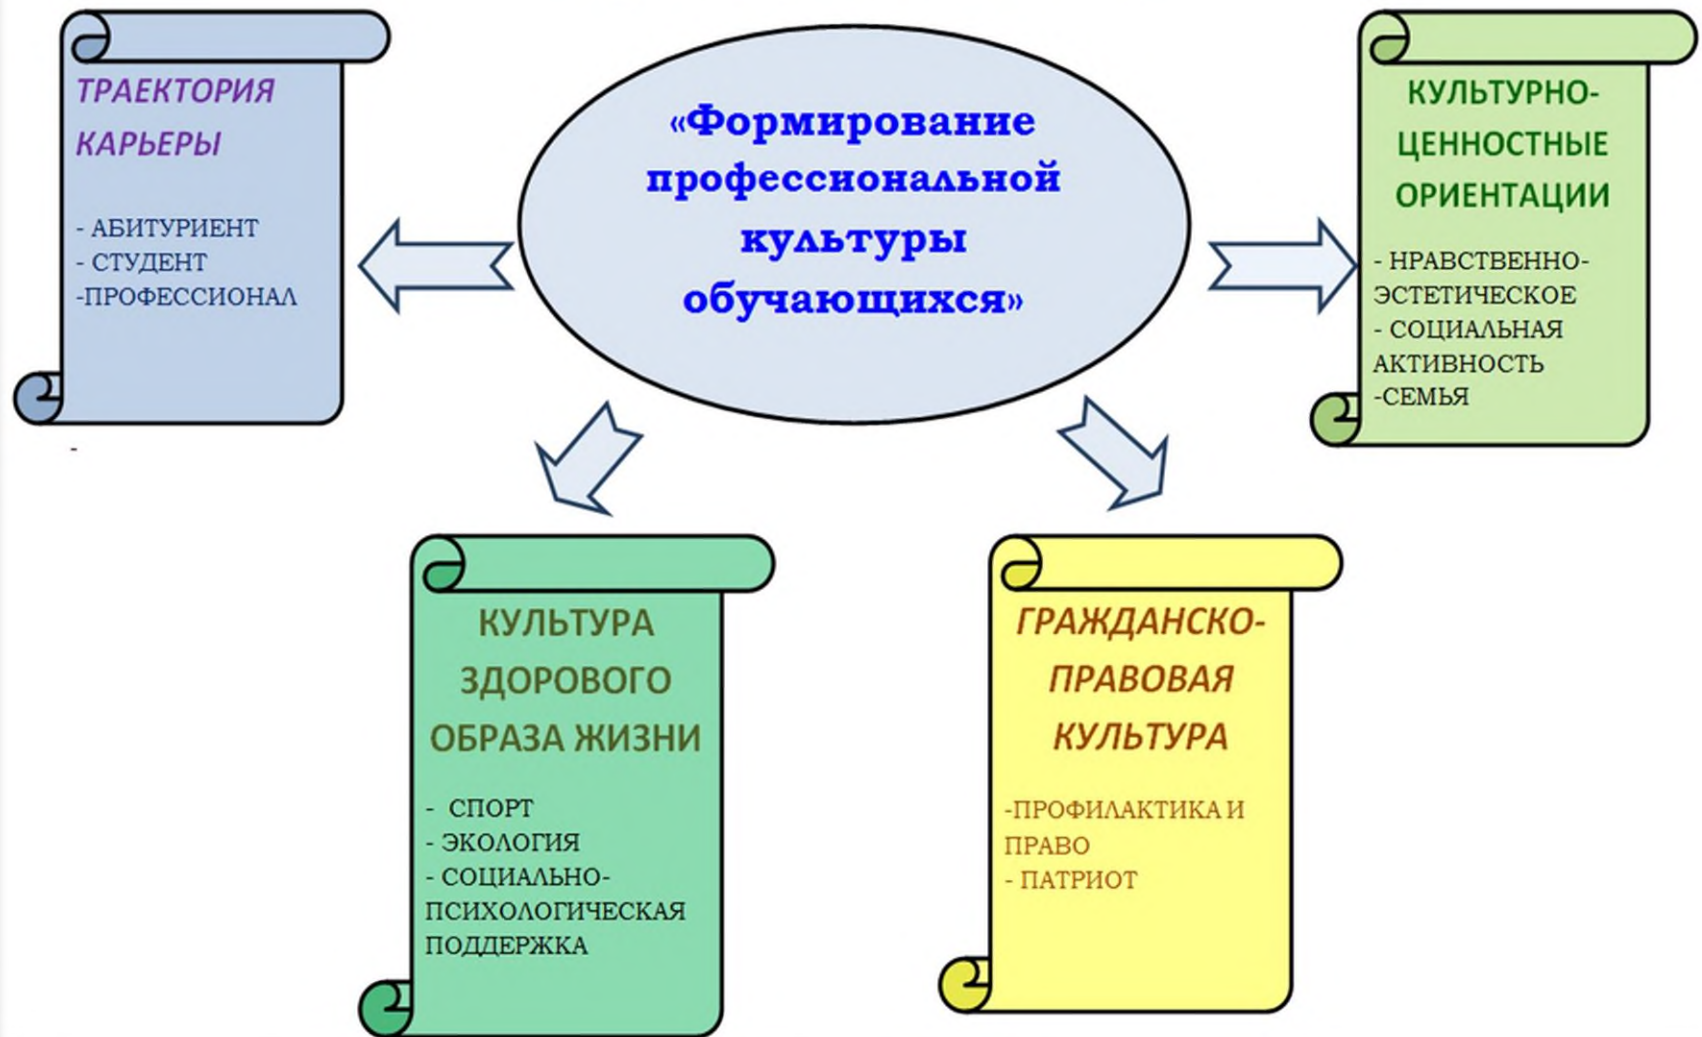 «Формирование
профессиональной
культуры
обучающихся»
ТРАЕКТОРИЯ
КАРЬЕРЫ
- АБИТУРИЕНТ
- СТУДЕНТ
-ПРОФЕССИОНАЛ
-
КУЛЬТУРНО-
ЦЕННОСТНЫЕ
ОРИЕНТАЦИИ
- НРАВСТВЕННО-
ЭСТЕТИЧЕСКОЕ
- СОЦИАЛЬНАЯ
АКТИВНОСТЬ
-СЕМЬЯ
КУЛЬТУРА
ЗДОРОВОГО
ОБРАЗА ЖИЗНИ
- СПОРТ
- ЭКОЛОГИЯ
- СОЦИАЛЬНО-
ПСИХОЛОГИЧЕСКАЯ
ПОДДЕРЖКА
ГРАЖДАНСКО-
ПРАВОВАЯ
КУЛЬТУРА
-ПРОФИЛАКТИКА И
ПРАВО
- ПАТРИОТ